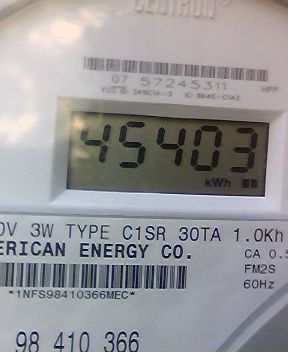 CENTRON
07 57245311
HPP
45403
kWh
0V 3W TYPE C1SR 30TA 1.0Kh
ERICAN ENERGY CO.
CA 0.5
FM2S
*1NFS98410366MEC*
60Hz
98 410 366